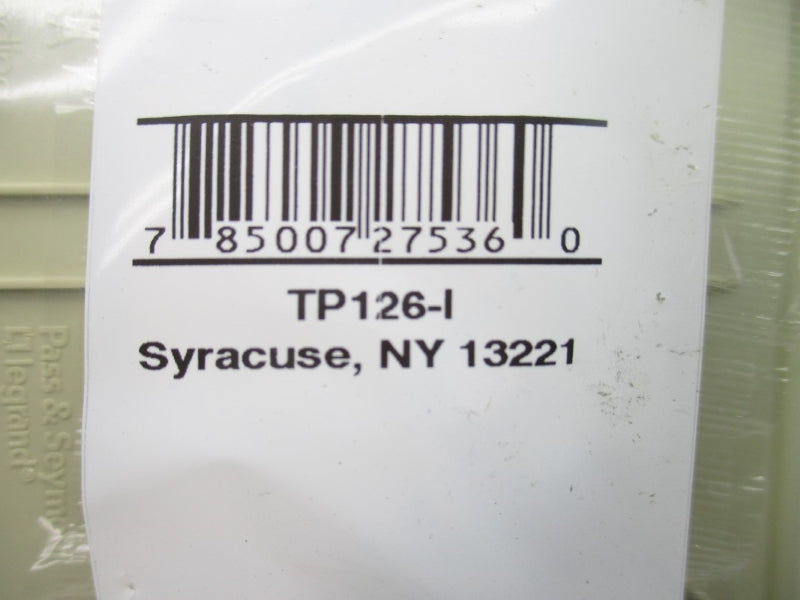 7 85007 27536 0
TP126-I
Syracuse, NY 13221
Pass & Seym
legrand®